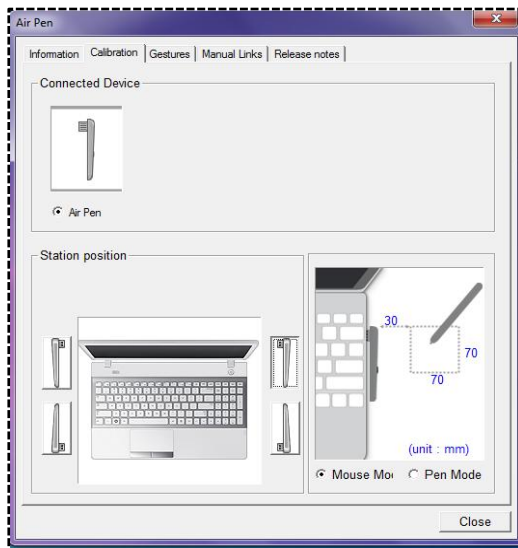 Air Pen
Information Calibration Gestures Manual Links Release notes
Connected Device
Air Pen
Station position
30
70
70
(unit : mm)
Mouse Mo Pen Mode
Close